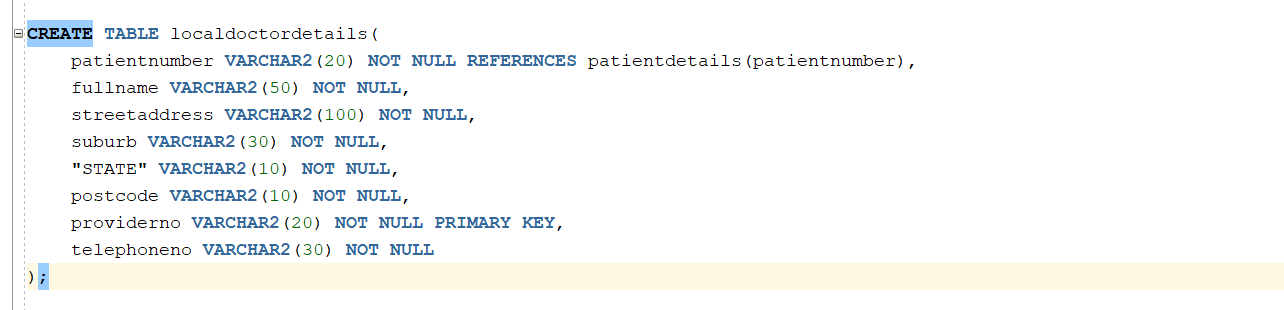 CREATE TABLE localdoctordetails(
    patientnumber VARCHAR2(20) NOT NULL REFERENCES patientdetails(patientnumber),
    fullname VARCHAR2(50) NOT NULL,
    streetaddress VARCHAR2(100) NOT NULL,
    suburb VARCHAR2(30) NOT NULL,
    "STATE" VARCHAR2(10) NOT NULL,
    postcode VARCHAR2(10) NOT NULL,
    providerno VARCHAR2(20) NOT NULL PRIMARY KEY,
    telephoneno VARCHAR2(30) NOT NULL
);